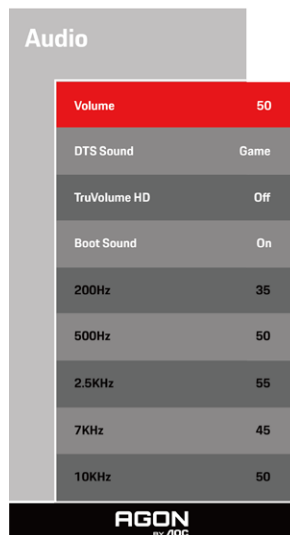 Audio
Volume 50
DTS Sound Game
TruVolume HD Off
Boot Sound On
200Hz 35
500Hz 50
2.5KHz 55
7KHz 45
10KHz 50
AGON
BY AOC